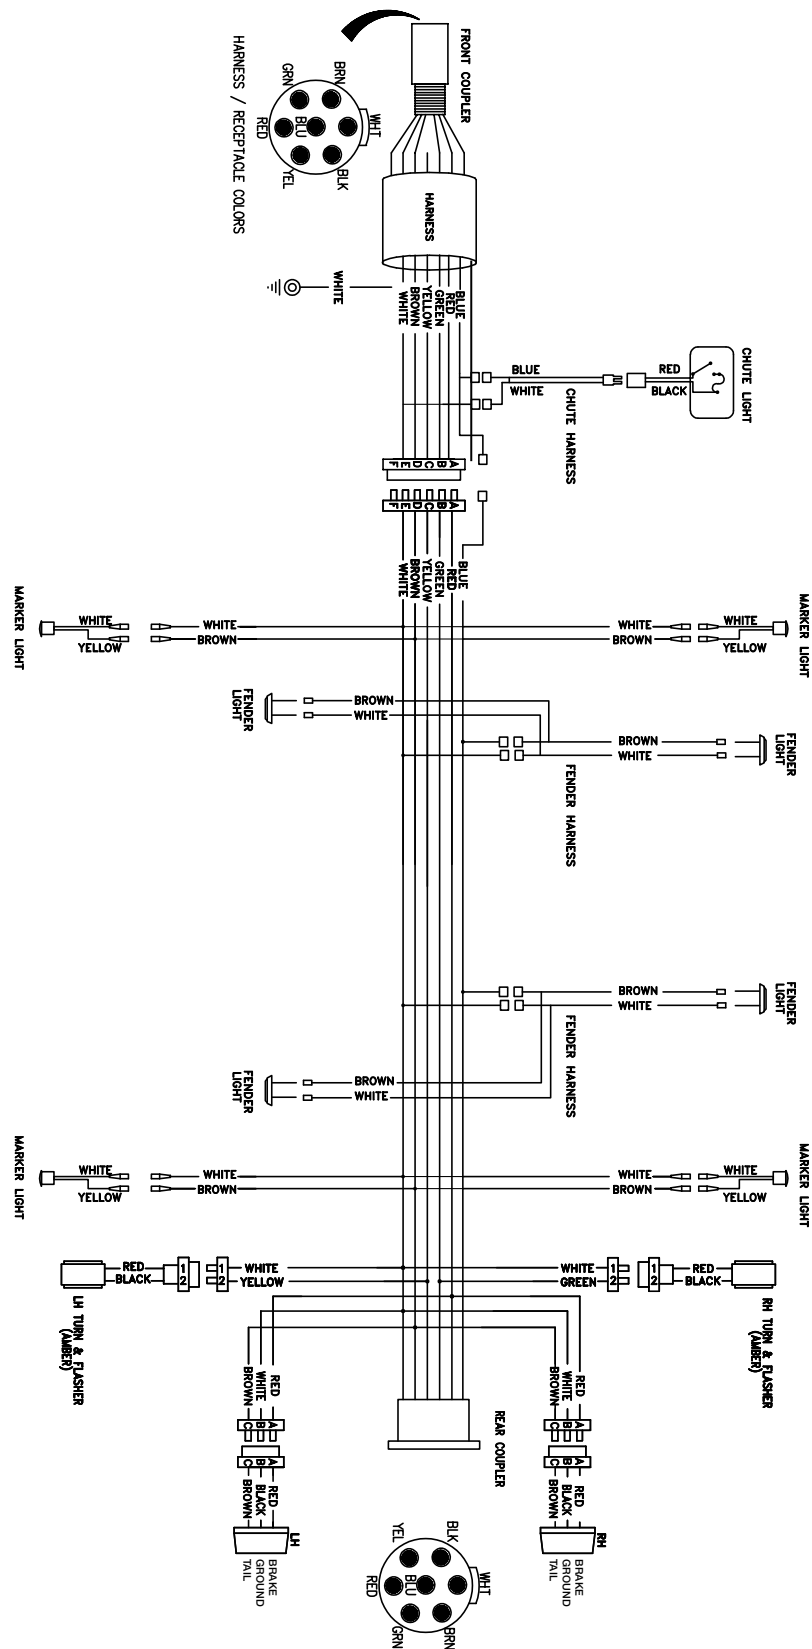 FRONT COUPLER
HARNESS / RECEPTACLE COLORS
GRN
BRN
RED
BLU
WHT
YEL
BLK
HARNESS
WHITE
WHITE
BROWN
YELLOW
GREEN
RED
BLUE
CHUTE LIGHT
RED
BLACK
BLUE
WHITE
CHUTE HARNESS
F E D C B A
F E D C B A
WHITE
BROWN
YELLOW
GREEN
RED
BLUE
MARKER LIGHT
WHITE
YELLOW
WHITE
BROWN
WHITE
BROWN
WHITE
YELLOW
MARKER LIGHT
FENDER
LIGHT
BROWN
WHITE
BROWN
WHITE
FENDER
LIGHT
FENDER HARNESS
BROWN
WHITE
FENDER
LIGHT
FENDER HARNESS
FENDER
LIGHT
BROWN
WHITE
MARKER LIGHT
WHITE
YELLOW
WHITE
BROWN
WHITE
BROWN
WHITE
YELLOW
MARKER LIGHT
RED
BLACK
1
2
1
2
WHITE
YELLOW
WHITE
GREEN
1
2
1
2
RED
BLACK
LH TURN & FLASHER
(AMBER)
RH TURN & FLASHER
(AMBER)
BROWN
WHITE
RED
C B A
C B A
BROWN
BLACK
RED
LH
TAIL
GROUND
BRAKE
REAR COUPLER
BROWN
WHITE
RED
C B A
C B A
BROWN
BLACK
RED
RH
TAIL
GROUND
BRAKE
YEL
BLK
RED
BLU
WHT
GRN
BRN